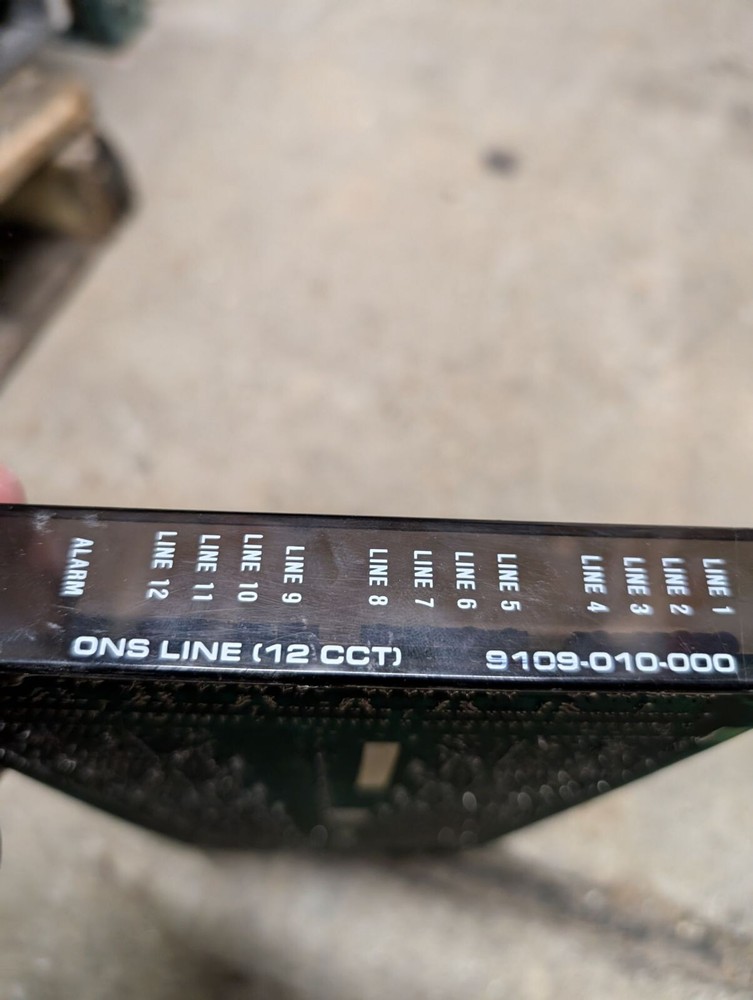 ALARM
LINE 12
LINE 11
LINE 10
LINE 9
LINE 8
LINE 7
LINE 6
LINE 5
LINE 4
LINE 3
LINE 2
LINE 1
ONS LINE (12 CCT) 9109-010-000